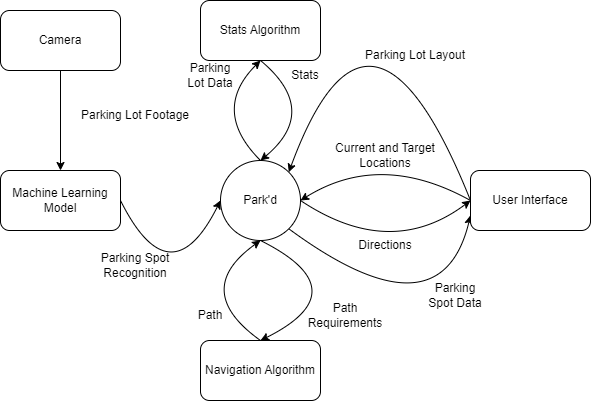 Camera
Stats Algorithm
Parking
Lot Data
Stats
Parking Lot Layout
Parking Lot Footage
Current and Target
Locations
Machine Learning
Model
Park'd
User Interface
Directions
Parking Spot
Recognition
Parking
Spot Data
Path
Path
Requirements
Navigation Algorithm